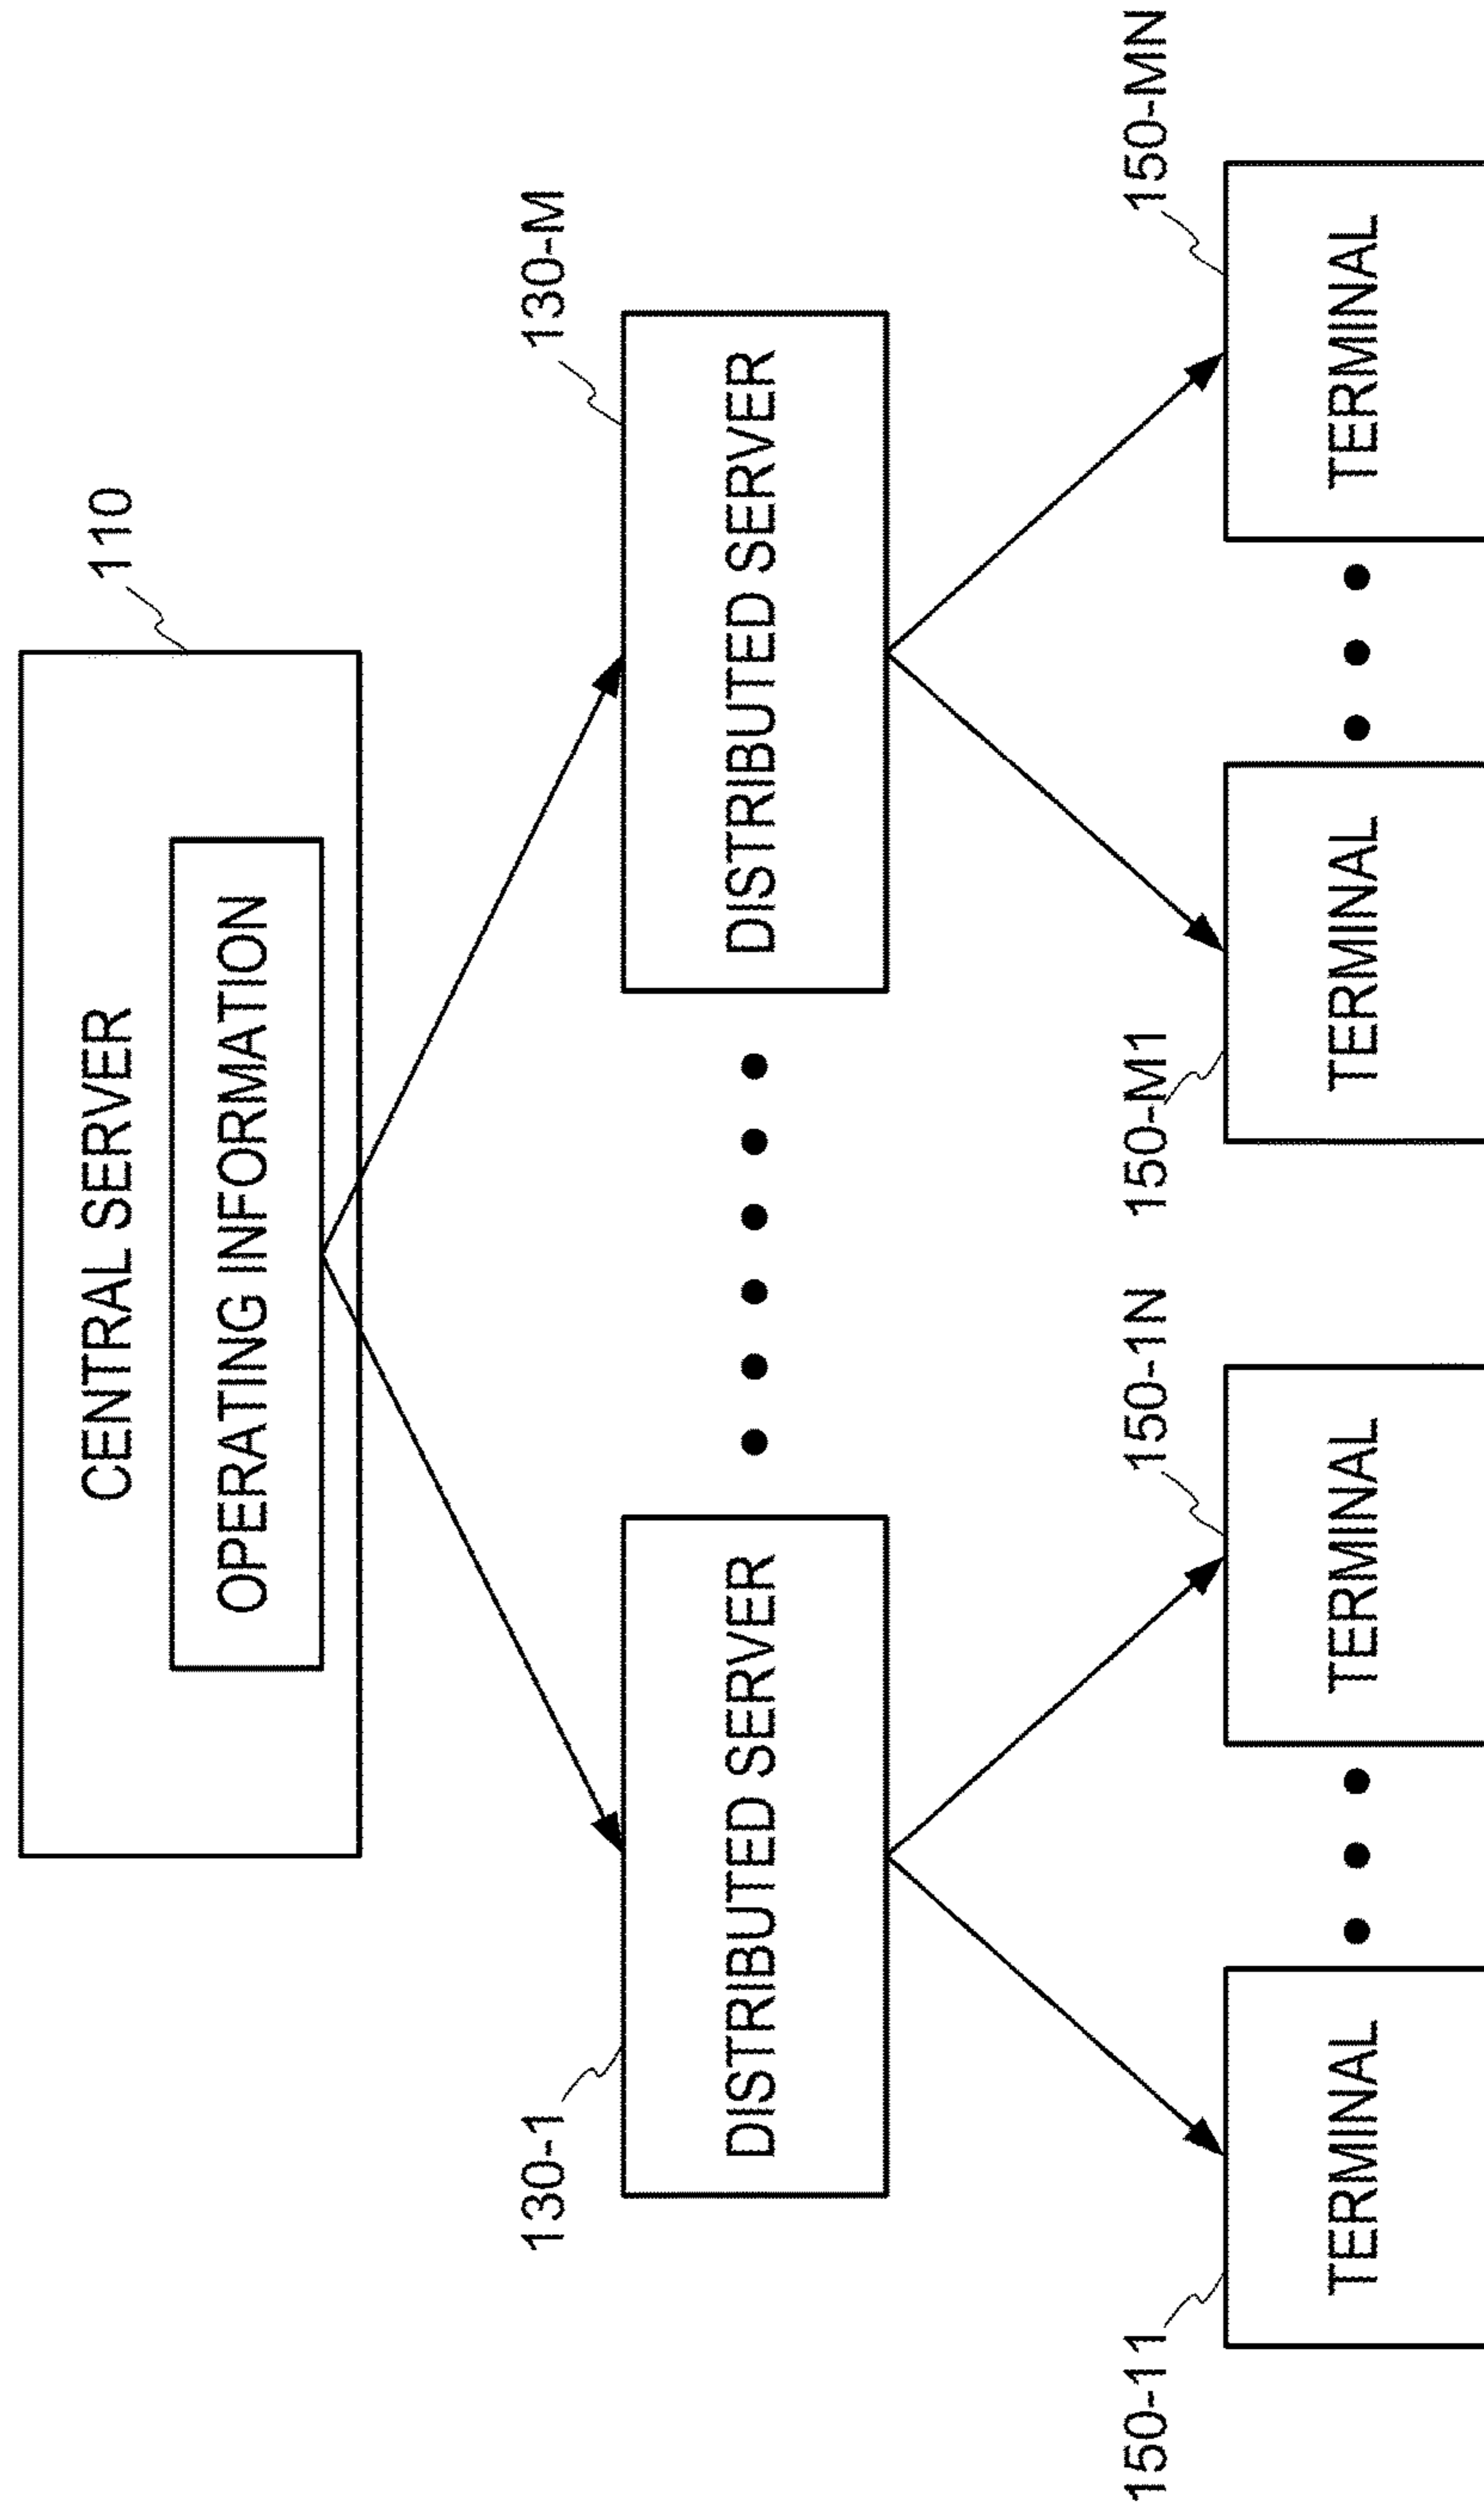 110
CENTRAL SERVER
OPERATING INFORMATION
130-1
130-M
DISTRIBUTED SERVER
DISTRIBUTED SERVER
150-11
150-1N
150-M1
150-MN
TERMINAL
TERMINAL
TERMINAL
TERMINAL